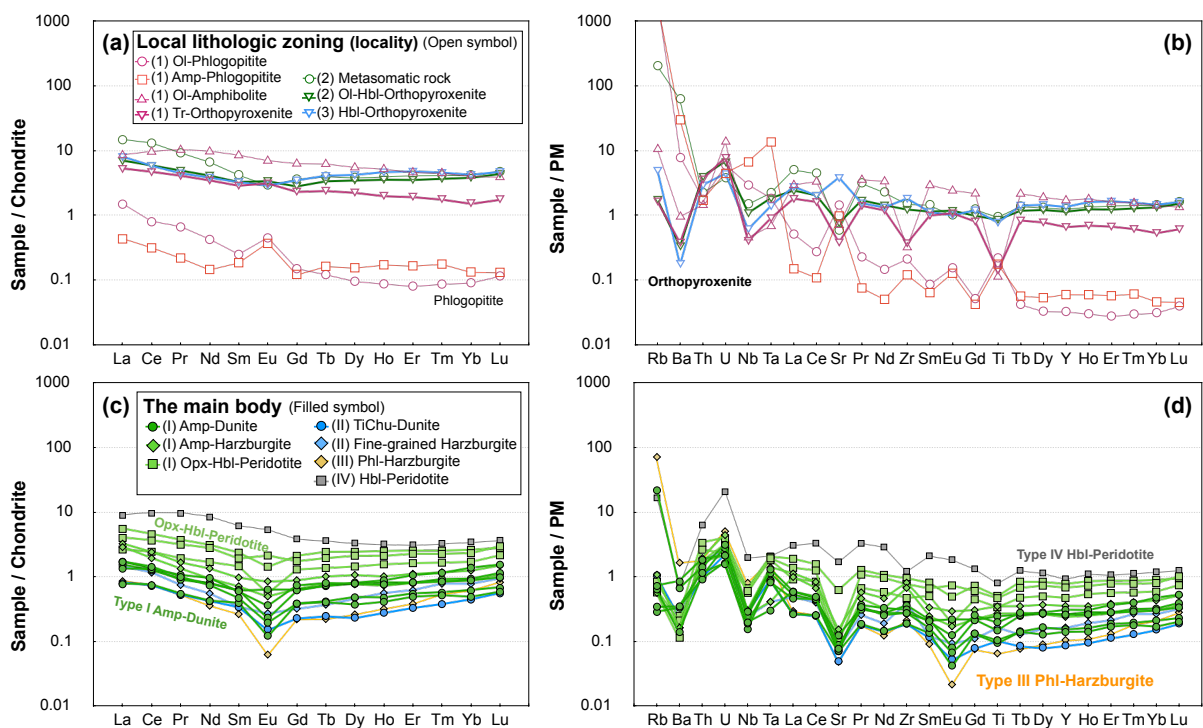 (a)
Local lithologic zoning (locality) (Open symbol)
(1) Ol-Phlogopitite
(1) Amp-Phlogopitite
(1) Ol-Amphibolite
(1) Tr-Orthopyroxenite
(2) Metasomatic rock
(2) Ol-Hbl-Orthopyroxenite
(3) Hbl-Orthopyroxenite
Sample / Chondrite
1000
100
10
1
0.1
0.01
Phlogopitite
La Ce Pr Nd Sm Eu Gd Tb Dy Ho Er Tm Yb Lu
(b)
Sample / PM
1000
100
10
1
0.1
0.01
Orthopyroxenite
Rb Ba Th U Nb Ta La Ce Sr Pr Nd Zr Sm Eu Gd Ti Tb Dy Y Ho Er Tm Yb Lu
(c)
The main body (Filled symbol)
(I) Amp-Dunite
(I) Amp-Harzburgite
(I) Opx-Hbl-Peridotite
(II) TiChu-Dunite
(II) Fine-grained Harzburgite
(III) Phl-Harzburgite
(IV) Hbl-Peridotite
Sample / Chondrite
1000
100
10
1
0.1
0.01
Opx-Hbl-Peridotite
Type I Amp-Dunite
La Ce Pr Nd Sm Eu Gd Tb Dy Ho Er Tm Yb Lu
(d)
Sample / PM
1000
100
10
1
0.1
0.01
Type IV Hbl-Peridotite
Type III Phl-Harzburgite
Rb Ba Th U Nb Ta La Ce Sr Pr Nd Zr Sm Eu Gd Ti Tb Dy Y Ho Er Tm Yb Lu